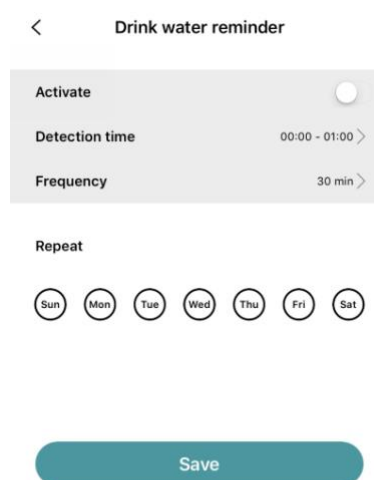 Drink water reminder
Activate
Detection time 00:00 - 01:00
Frequency 30 min
Repeat
Sun Mon Tue Wed Thu Fri Sat
Save